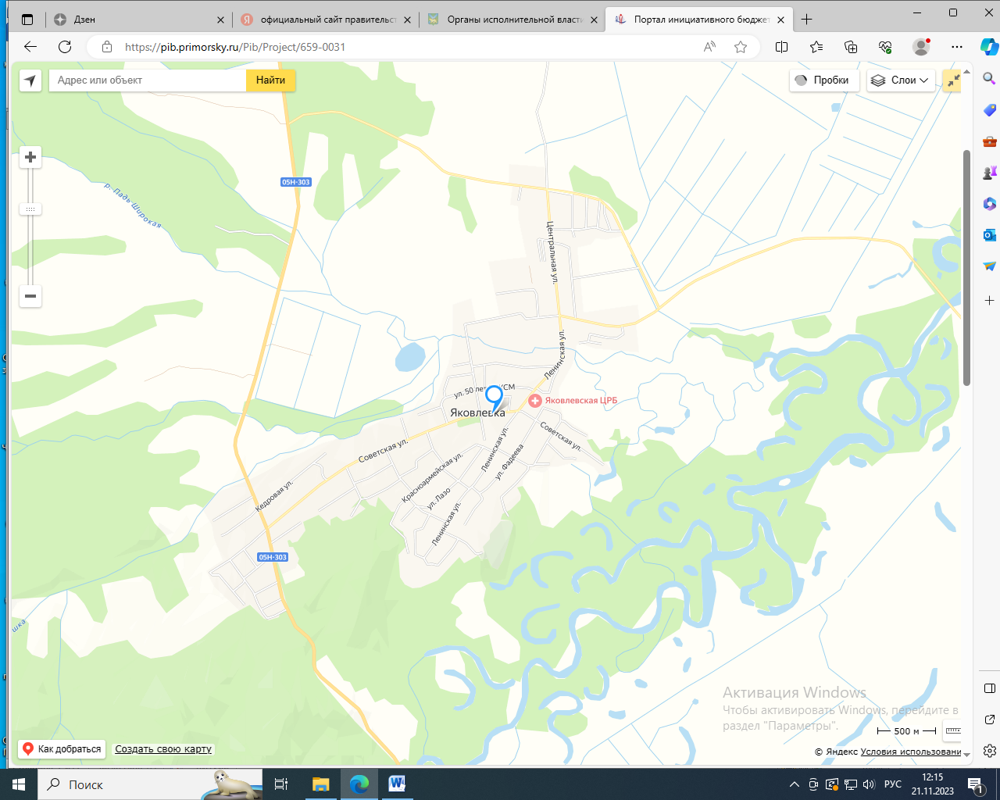 Дзен
официальный сайт правительст
Органы исполнительной власти
Портал инициативного бюджет
https://pib.primorsky.ru/Pib/Project/659-0031
Адрес или объект
Найти
Пробки
Слои
05Н-303
р. Падь Широкая
Центральная ул.
Ленинская ул.
ул. 50 лет
СМ
Яковлевская ЦРБ
Яковлевка
Советская ул.
Советская ул.
Ленинская ул.
ул. Фадеева
Красноармейская ул.
ул. Лазо
Кедровая ул.
Ленинская ул.
05Н-303
шка
Активация Windows
Чтобы активировать Windows, перейдите в
раздел "Параметры".
500 м
Как добраться
Создать свою карту
© Яндекс Условия использовани
Поиск
РУС
12:15
21.11.2023
1